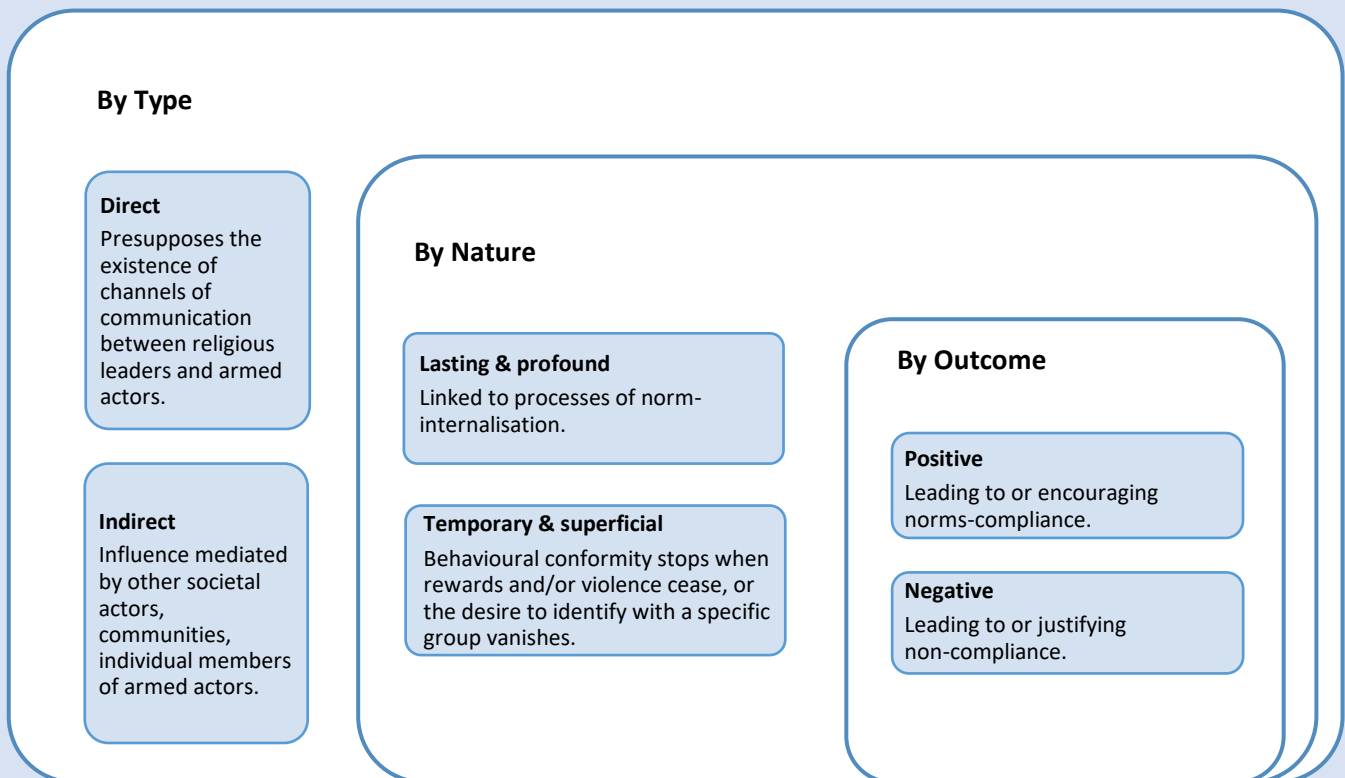 By Type
Direct
Presupposes the
existence of
channels of
communication
between religious
leaders and armed
actors.
Indirect
Influence mediated
by other societal
actors,
communities,
individual members
of armed actors.
By Nature
Lasting & profound
Linked to processes of norm-
internalisation.
Temporary & superficial
Behavioural conformity stops when
rewards and/or violence cease, or
the desire to identify with a specific
group vanishes.
By Outcome
Positive
Leading to or encouraging
norms-compliance.
Negative
Leading to or justifying
non-compliance.